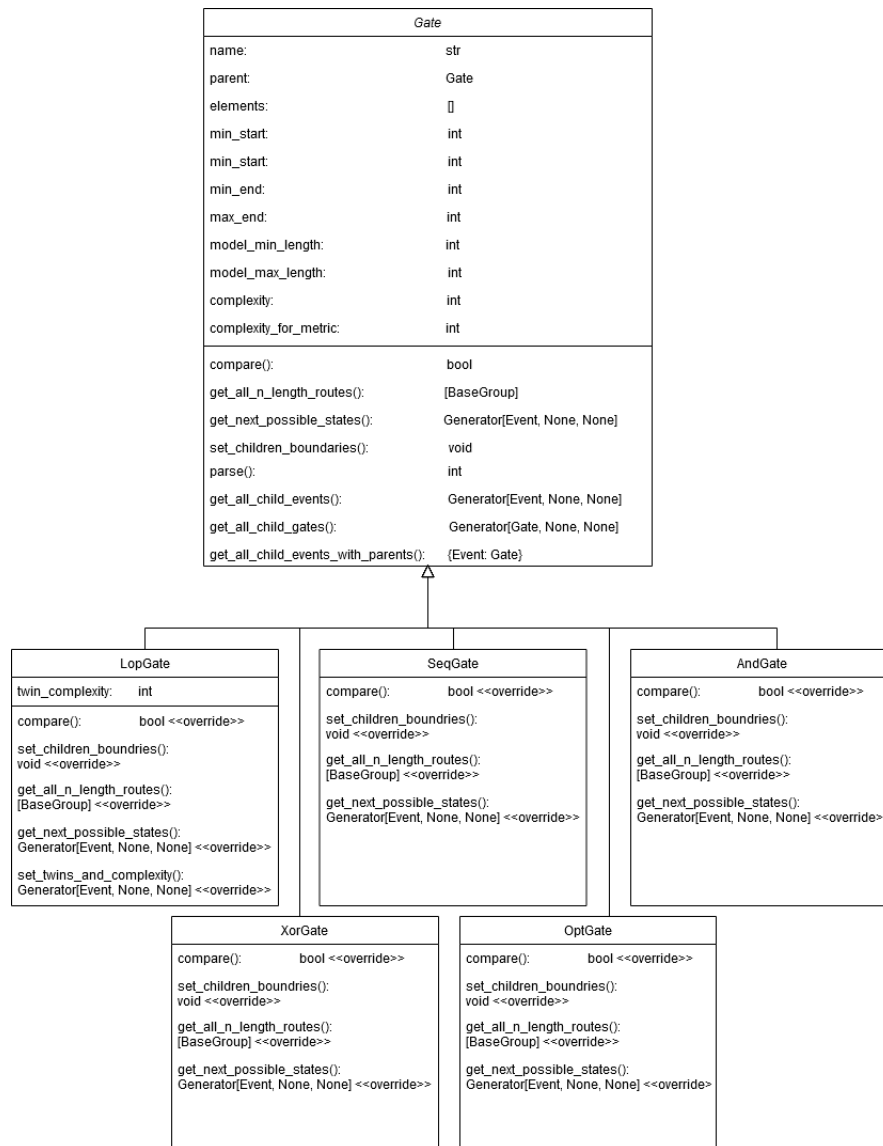 Gate
name: str
parent: Gate
elements: []
min_start: int
min_start: int
min_end: int
max_end: int
model_min_length: int
model_max_length: int
complexity: int
complexity_for_metric: int
compare(): bool
get_all_n_length_routes(): [BaseGroup]
get_next_possible_states(): Generator[Event, None, None]
set_children_boundaries(): void
parse(): int
get_all_child_events(): Generator[Event, None, None]
get_all_child_gates(): Generator[Gate, None, None]
get_all_child_events_with_parents(): {Event: Gate}
LopGate
twin_complexity: int
compare(): bool <<override>>
set_children_boundries():
void <<override>>
get_all_n_length_routes():
[BaseGroup] <<override>>
get_next_possible_states():
Generator[Event, None, None] <<override>>
set_twins_and_complexity():
Generator[Event, None, None] <<override>>
SeqGate
compare(): bool <<override>>
set_children_boundries():
void <<override>>
get_all_n_length_routes():
[BaseGroup] <<override>>
get_next_possible_states():
Generator[Event, None, None] <<override>>
AndGate
compare(): bool <<override>>
set_children_boundries():
void <<override>>
get_all_n_length_routes():
[BaseGroup] <<override>>
get_next_possible_states():
Generator[Event, None, None] <<override>
XorGate
compare(): bool <<override>>
set_children_boundries():
void <<override>>
get_all_n_length_routes():
[BaseGroup] <<override>>
get_next_possible_states():
Generator[Event, None, None] <<override>>
OptGate
compare(): bool <<override>>
set_children_boundries():
void <<override>>
get_all_n_length_routes():
[BaseGroup] <<override>>
get_next_possible_states():
Generator[Event, None, None] <<override>